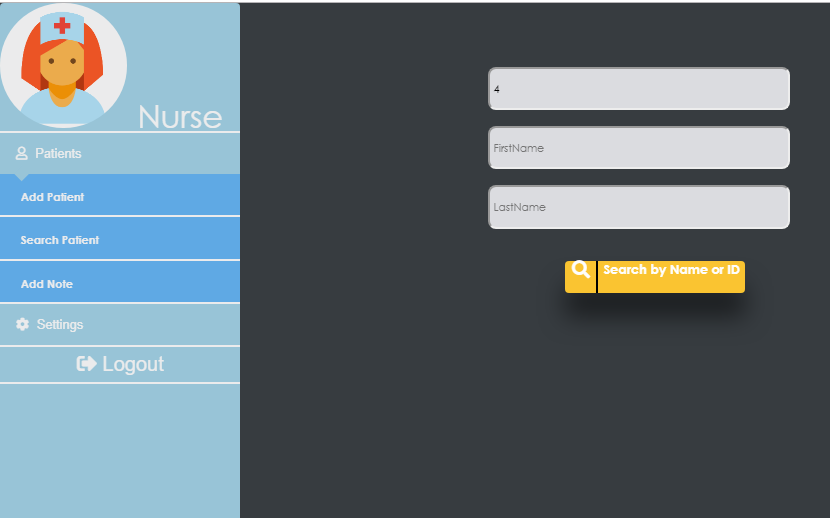 Nurse
Patients
Add Patient
Search Patient
Add Note
Settings
Logout
4
FirstName
LastName
Search by Name or ID